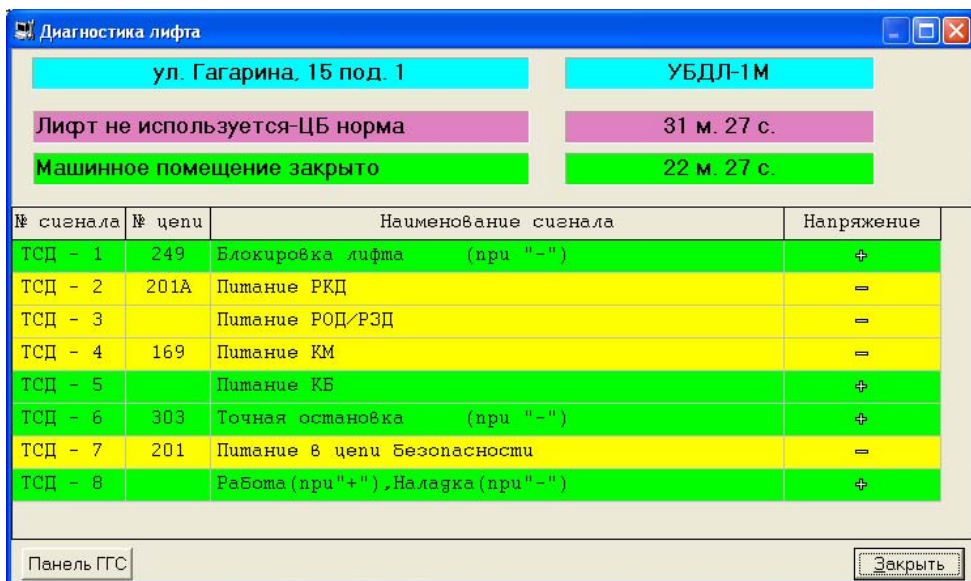 Диагностика лифта
ул. Гагарина, 15 под. 1 УБДЛ-1М
Лифт не используется-ЦБ норма 31 м. 27 с.
Машинное помещение закрыто 22 м. 27 с.
№ сигнала № цепи Наименование сигнала Напряжение
ТСД - 1 249 Блокировка лифта (при "-") +
ТСД - 2 201А Питание РКД -
ТСД - 3 Питание РОД/РЗД -
ТСД - 4 169 Питание КМ -
ТСД - 5 Питание КБ +
ТСД - 6 303 Точная остановка (при "-") +
ТСД - 7 201 Питание в цепи безопасности -
ТСД - 8 Работа(при"+"),Наладка(при"-") +
Панель ГГС Закрыть